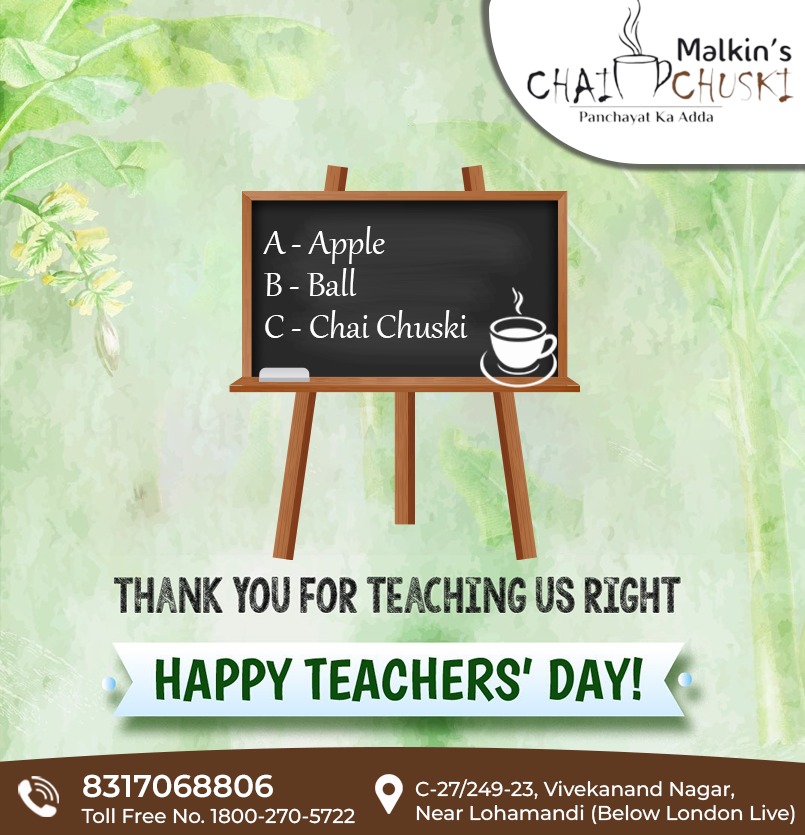 Malkin's
CHAI CHUSKI
Panchayat Ka Adda
A - Apple
B - Ball
C - Chai Chuski
THANK YOU FOR TEACHING US RIGHT
HAPPY TEACHERS' DAY!
8317068806
Toll Free No. 1800-270-5722
C-27/249-23, Vivekanand Nagar,
Near Lohamandi (Below London Live)